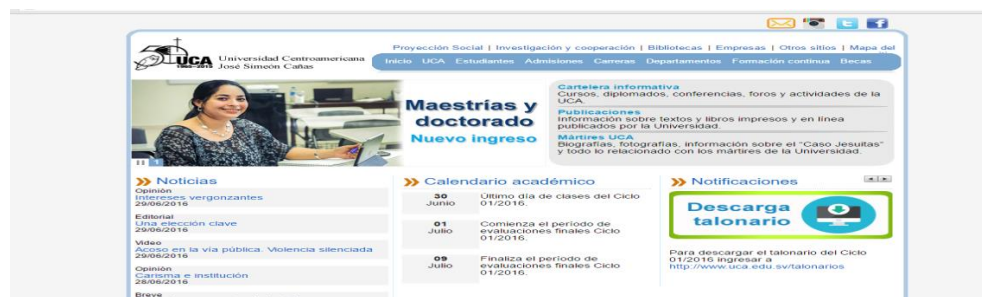 Proyección Social | Investigación y cooperación | Bibliotecas | Empresas | Otros sitios | Mapa del
UCA
1965-2015
Universidad Centroamericana
José Simeón Cañas
Inicio UCA Estudiantes Admisiones Carreras Departamentos Formación continua Becas
Maestrías y
doctorado
Nuevo ingreso
Cartelera informativa
Cursos, diplomados, conferencias, foros y actividades de la
UCA.
Publicaciones
Información sobre textos y libros impresos y en línea
publicados por la Universidad.
Mártires UCA
Biografías, fotografías, información sobre el "Caso Jesuitas"
y todo lo relacionado con los mártires de la Universidad.
Noticias
Opinión
Intereses vergonzantes
29/06/2016
Editorial
Una elección clave
29/06/2016
Video
Acoso en la vía pública. Violencia silenciada
29/06/2016
Opinión
Carisma e institución
28/06/2016
Breve
Calendario académico
30
Junio
Último día de clases del Ciclo
01/2016.
01
Julio
Comienza el período de
evaluaciones finales Ciclo
01/2016.
09
Julio
Finaliza el período de
evaluaciones finales Ciclo
01/2016.
Notificaciones
Descarga
talonario
Para descargar el talonario del Ciclo
01/2016 ingresar a
http://www.uca.edu.sv/talonarios